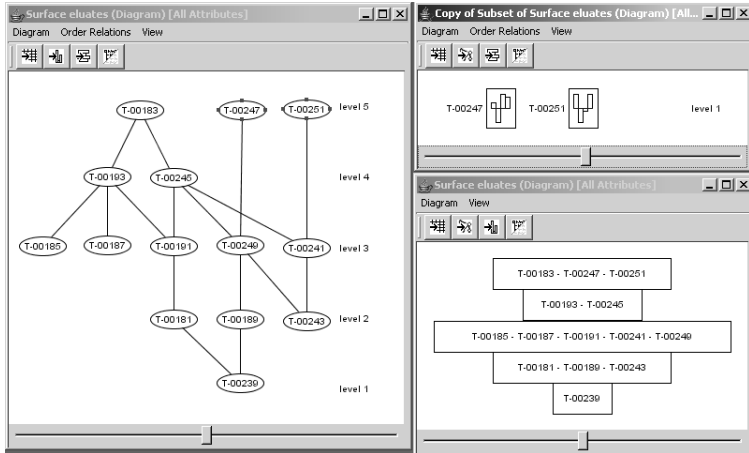 Surface eluates (Diagram) [All Attributes]
Diagram Order Relations View
T-00183 T-00247 T-00251 level 5
T-00193 T-00245 level 4
T-00185 T-00187 T-00191 T-00249 T-00241 level 3
T-00181 T-00189 T-00243 level 2
T-00239 level 1
Copy of Subset of Surface eluates (Diagram) [All...
Diagram Order Relations View
T-00247 T-00251 level 1
Surface eluates (Diagram) [All Attributes]
Diagram View
T-00183 - T-00247 - T-00251
T-00193 - T-00245
T-00185 - T-00187 - T-00191 - T-00241 - T-00249
T-00181 - T-00189 - T-00243
T-00239